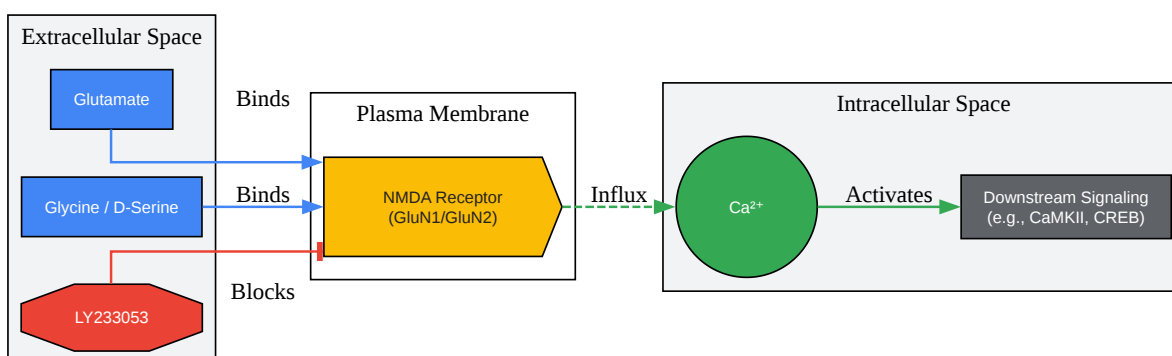 Extracellular Space
Glutamate
Binds
Plasma Membrane
Intracellular Space
Glycine / D-Serine
Binds
NMDA Receptor
(GluN1/GluN2)
Influx
Ca²⁺
Activates
Downstream Signaling
(e.g., CaMKII, CREB)
Blocks
LY233053